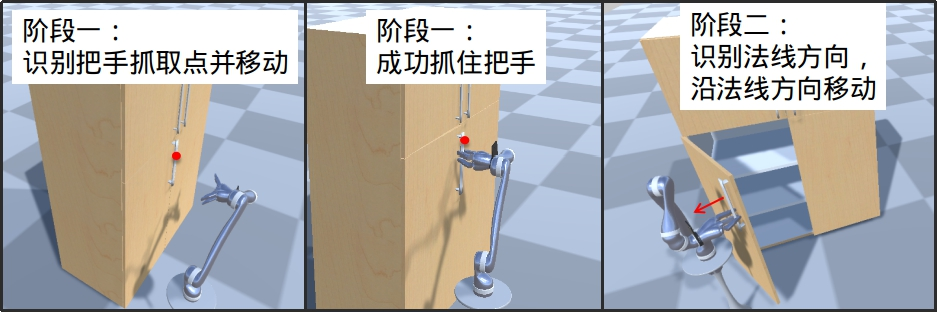 阶段一：
识别把手抓取点并移动
阶段一：
成功抓住把手
阶段二：
识别法线方向，
沿法线方向移动